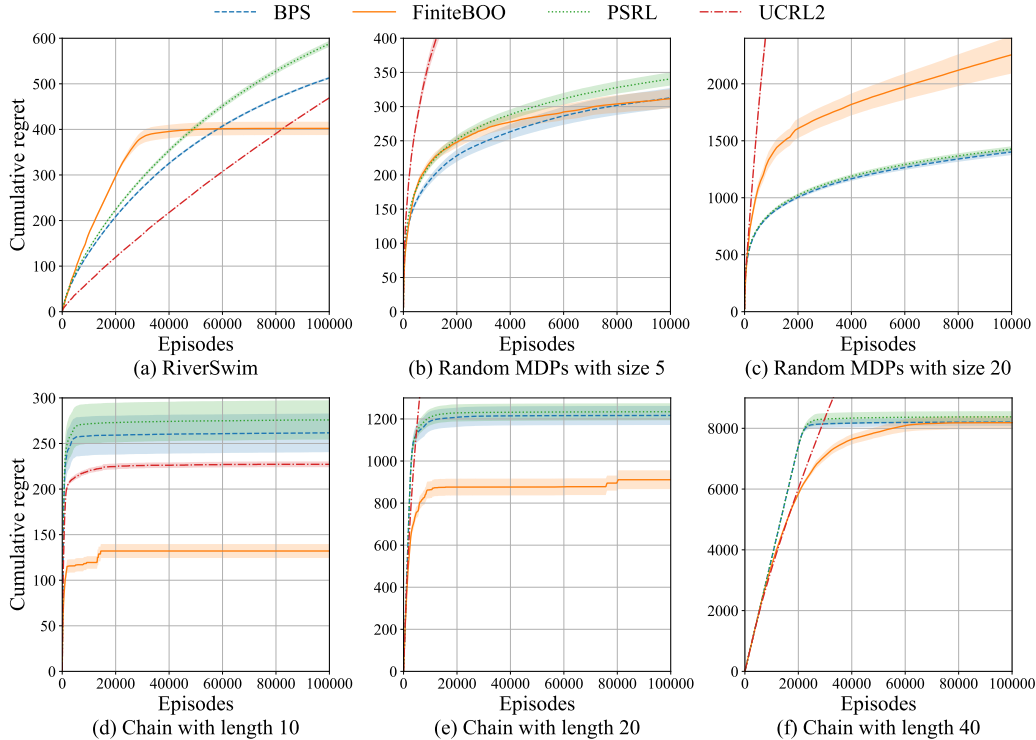 BPS FiniteBOO PSRL UCRL2
Cumulative regret
600
500
400
300
200
100
0
0 20000 40000 60000 80000 100000
Episodes
(a) RiverSwim
400
350
300
250
200
150
100
50
0
0 2000 4000 6000 8000 10000
Episodes
(b) Random MDPs with size 5
2000
1500
1000
500
0
0 2000 4000 6000 8000 10000
Episodes
(c) Random MDPs with size 20
Cumulative regret
300
250
200
150
100
50
0
0 20000 40000 60000 80000 100000
Episodes
(d) Chain with length 10
1200
1000
800
600
400
200
0
0 20000 40000 60000 80000 100000
Episodes
(e) Chain with length 20
8000
6000
4000
2000
0
0 20000 40000 60000 80000 100000
Episodes
(f) Chain with length 40